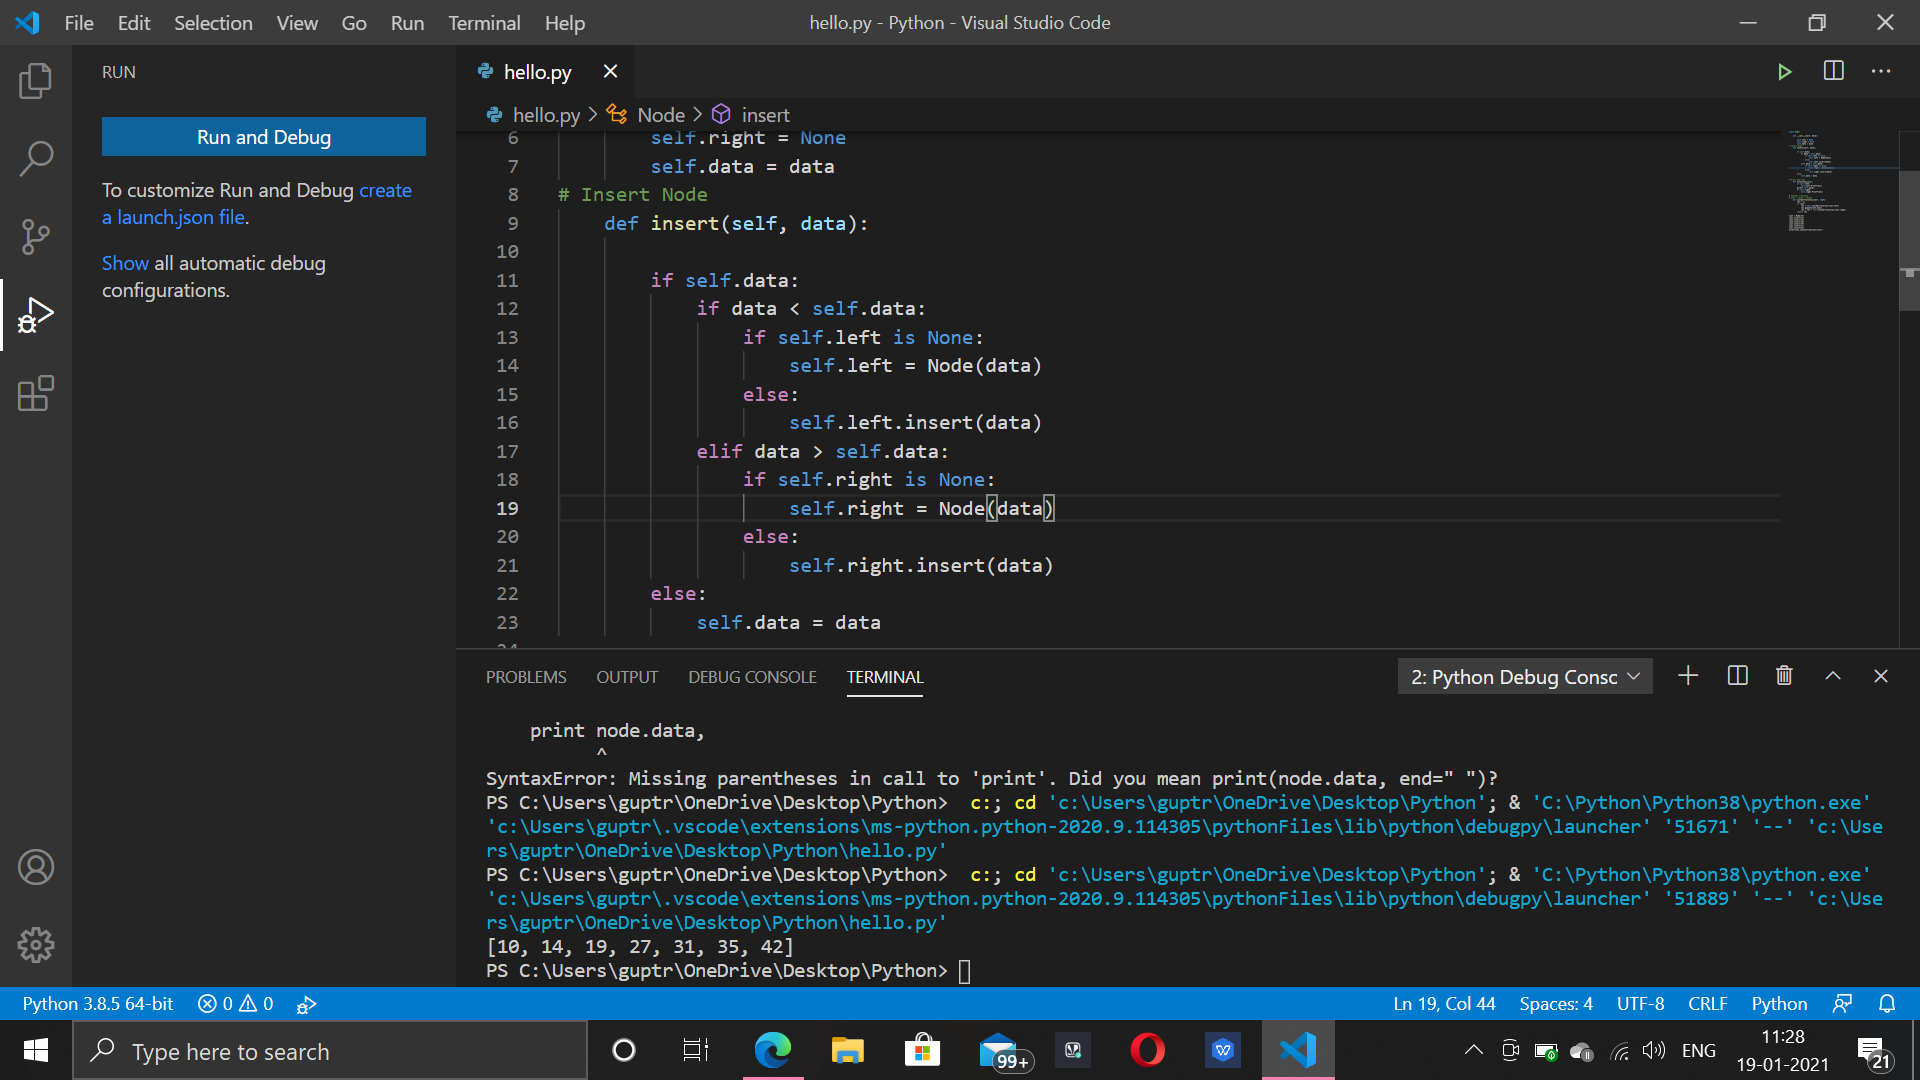 File Edit Selection View Go Run Terminal Help
hello.py - Python - Visual Studio Code
RUN
Run and Debug
To customize Run and Debug create
a launch.json file.
Show all automatic debug
configurations.
hello.py
hello.py > Node > insert
6 self.right = None
7 self.data = data
8 # Insert Node
9 def insert(self, data):
10
11 if self.data:
12 if data < self.data:
13 if self.left is None:
14 self.left = Node(data)
15 else:
16 self.left.insert(data)
17 elif data > self.data:
18 if self.right is None:
19 self.right = Node(data)
20 else:
21 self.right.insert(data)
22 else:
23 self.data = data
PROBLEMS OUTPUT DEBUG CONSOLE TERMINAL
2: Python Debug Consc
print node.data,
^
SyntaxError: Missing parentheses in call to 'print'. Did you mean print(node.data, end=" ")?
PS C:\Users\guptr\OneDrive\Desktop\Python> c:; cd 'c:\Users\guptr\OneDrive\Desktop\Python'; & 'C:\Python\Python38\python.exe'
'c:\Users\guptr\.vscode\extensions\ms-python.python-2020.9.114305\pythonFiles\lib\python\debugpy\launcher' '51671' '--' 'c:\Use
rs\guptr\OneDrive\Desktop\Python\hello.py'
PS C:\Users\guptr\OneDrive\Desktop\Python> c:; cd 'c:\Users\guptr\OneDrive\Desktop\Python'; & 'C:\Python\Python38\python.exe'
'c:\Users\guptr\.vscode\extensions\ms-python.python-2020.9.114305\pythonFiles\lib\python\debugpy\launcher' '51889' '--' 'c:\Use
rs\guptr\OneDrive\Desktop\Python\hello.py'
[10, 14, 19, 27, 31, 35, 42]
PS C:\Users\guptr\OneDrive\Desktop\Python>
Python 3.8.5 64-bit 0 0
Ln 19, Col 44 Spaces: 4 UTF-8 CRLF Python
Type here to search
99+
ENG
11:28
19-01-2021
21